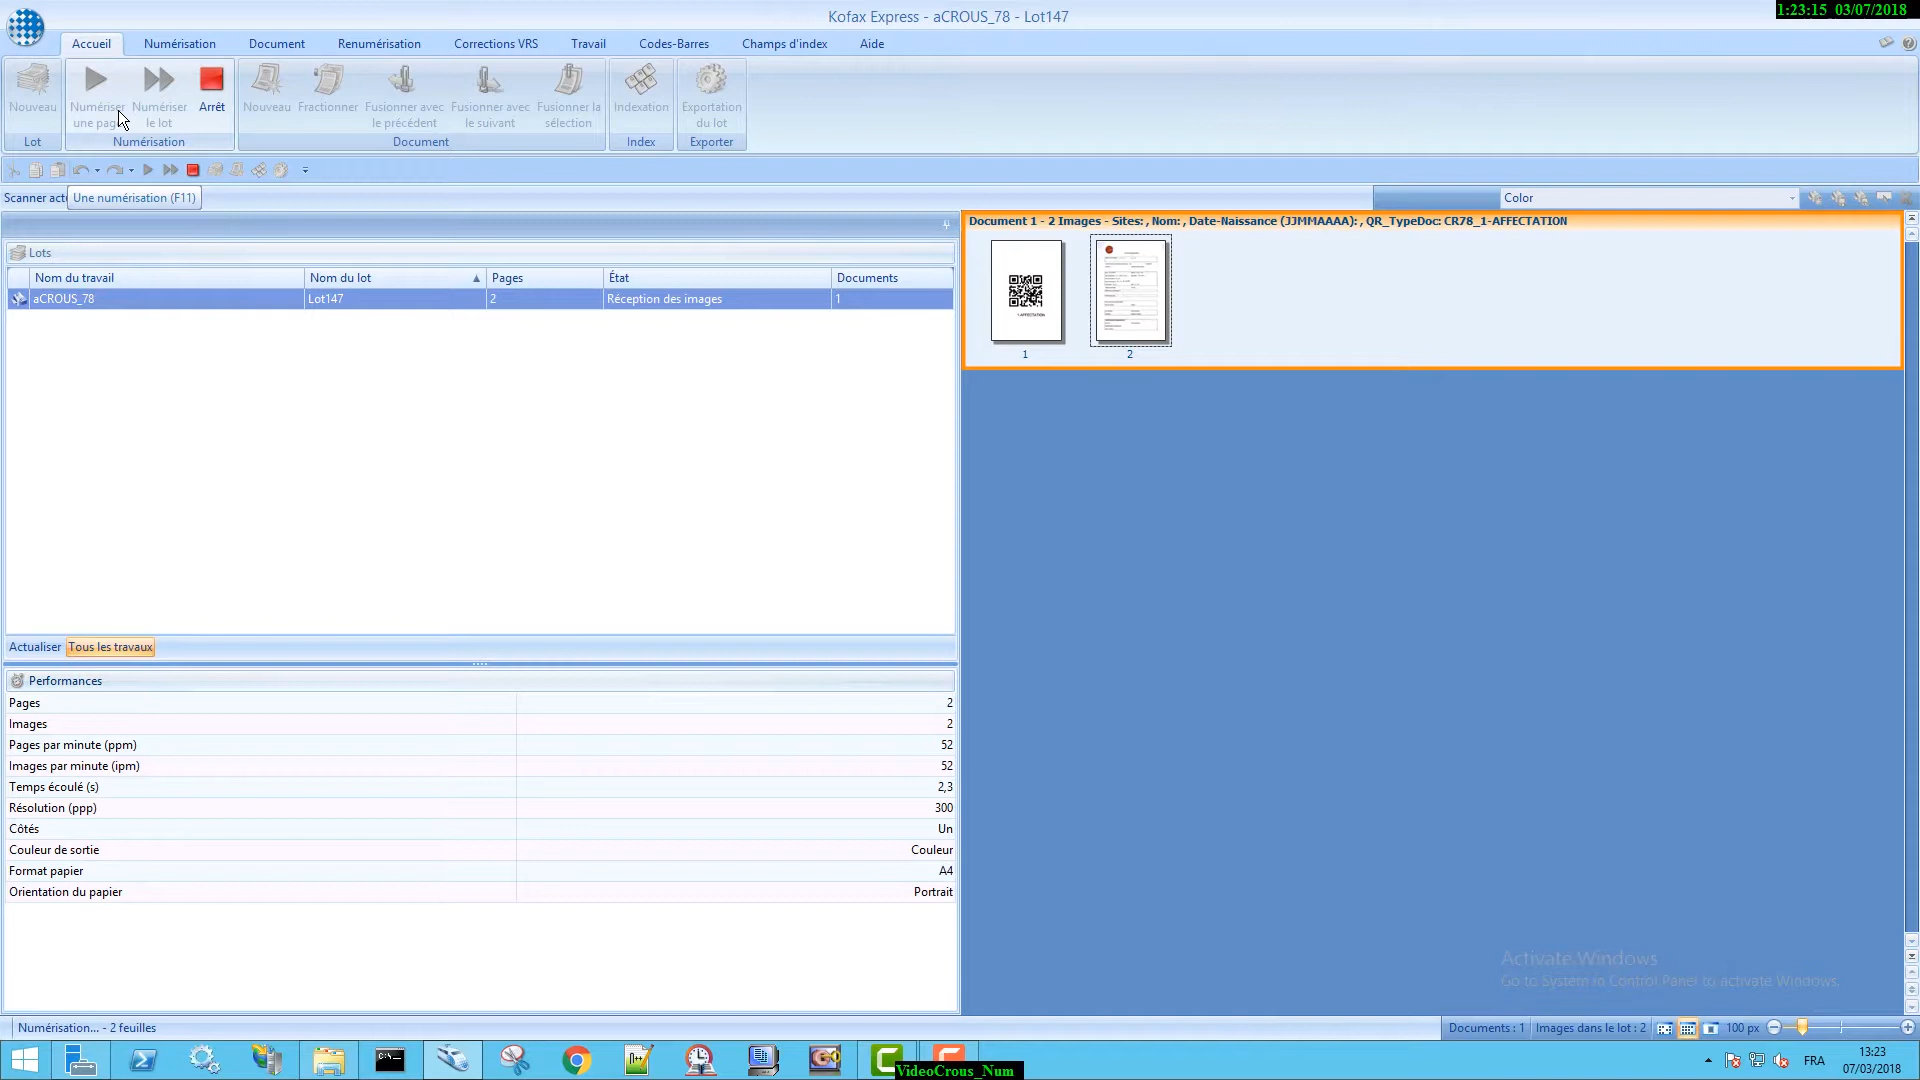 Kofax Express - aCROUS_78 - Lot147
1:23:15 03/07/2018
Accueil
Numérisation
Document
Renumérisation
Corrections VRS
Travail
Codes-Barres
Champs d'index
Aide
Nouveau
Numériser
une page
Numériser
le lot
Arrêt
Nouveau
Fractionner
Fusionner avec
le précédent
Fusionner avec
le suivant
Fusionner la
sélection
Indexation
Exportation
du lot
Lot
Numérisation
Document
Index
Exporter
Scanner act
Une numérisation (F11)
Color
Document 1 - 2 Images - Sites: , Nom: , Date-Naissance (JJMMAAAA): , QR_TypeDoc: CR78_1-AFFECTATION
1-AFFECTATION
1
2
Lots
Nom du travail
Nom du lot
Pages
État
Documents
aCROUS_78
Lot147
2
Réception des images
1
Actualiser
Tous les travaux
Performances
Pages 2
Images 2
Pages par minute (ppm) 52
Images par minute (ipm) 52
Temps écoulé (s) 2,3
Résolution (ppp) 300
Côtés Un
Couleur de sortie Couleur
Format papier A4
Orientation du papier Portrait
Activate Windows
Go to System in Control Panel to activate Windows.
Numérisation... - 2 feuilles
Documents : 1
Images dans le lot : 2
100 px
VideoCrous_Num
FRA
13:23
07/03/2018